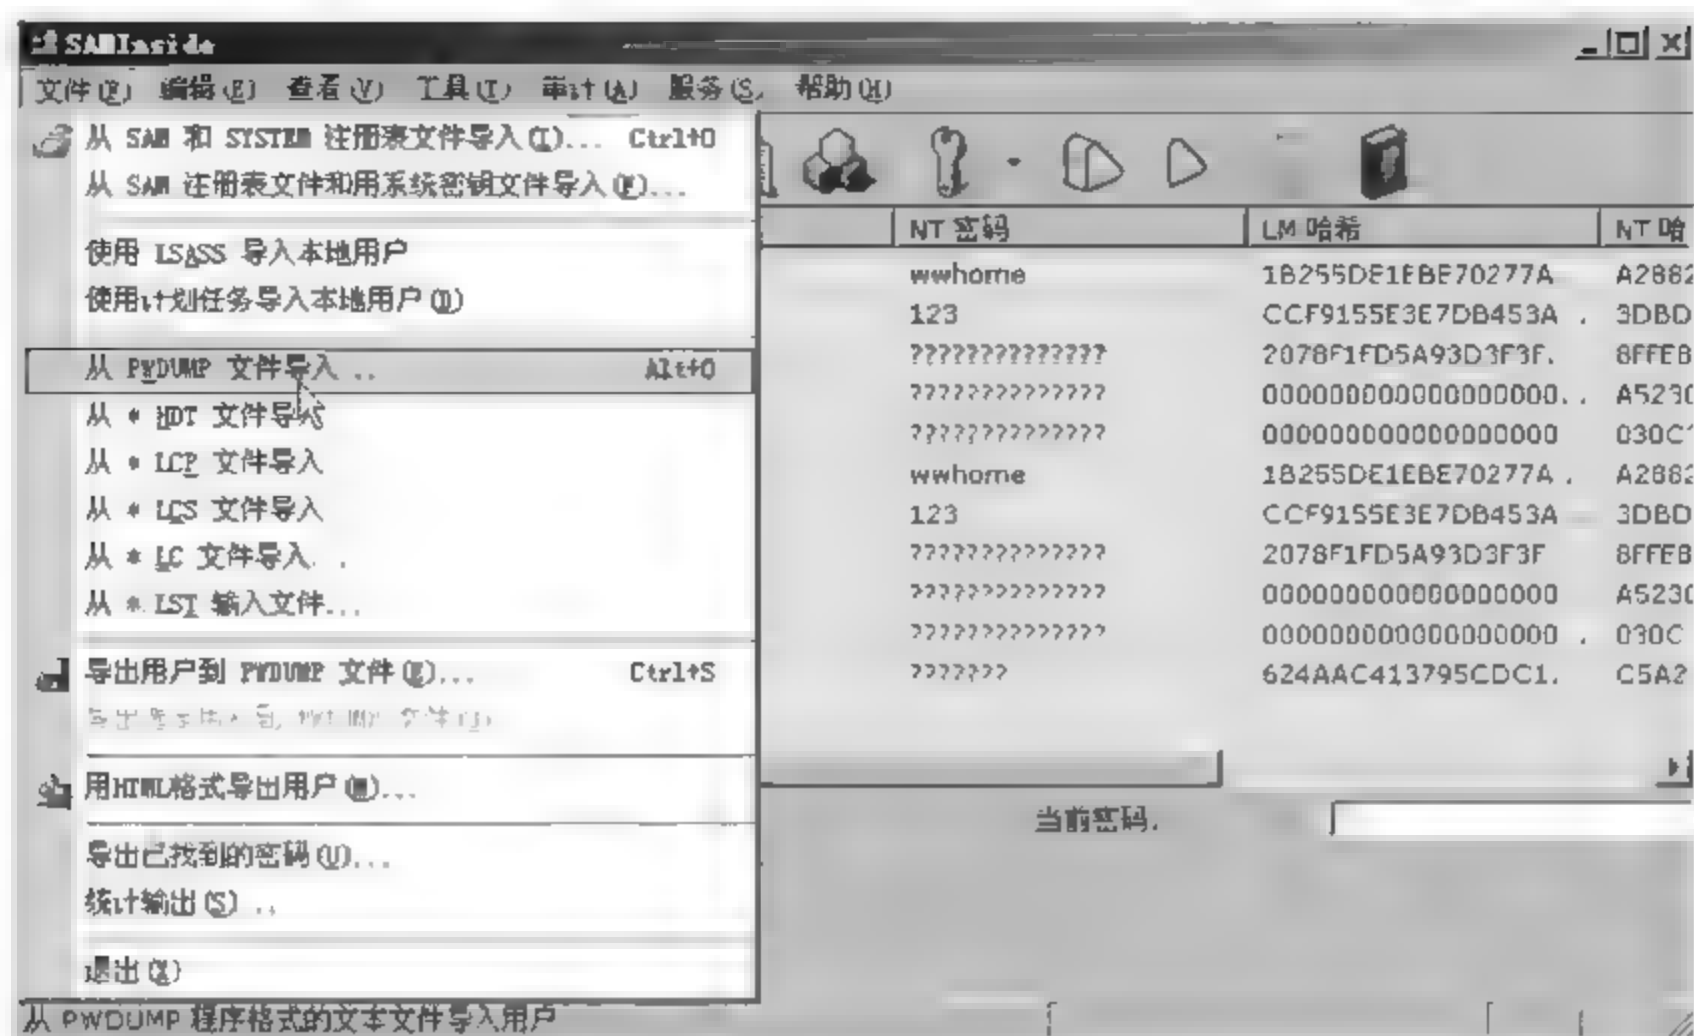 SAMInside
文件(F) 编辑(E) 查看(V) 工具(T) 审计(A) 服务(S) 帮助(H)
从 SAM 和 SYSTEM 注册表文件导入(I)... Ctrl+O
从 SAM 注册表文件和用系统密钥文件导入(F)...
使用 LSASS 导入本地用户
使用计划任务导入本地用户
从 PWDUMP 文件导入 .. Alt+O
从 * HDT 文件导入
从 * LCP 文件导入
从 * LCS 文件导入
从 * LC 文件导入. .
从 * LST 输入文件...
导出用户到 PWDUMP 文件(E)... Ctrl+S
用HTML格式导出用户(M)...
导出已找到的密码(U)...
统计输出(S) ..
退出(X)
NT 密码 LM 哈希 NT 哈
wwhome 1B255DE1EBE70277A A2882
123 CCF9155E3E7DB453A . 3DBD
?????????????? 2078F1FD5A93D3F3F. 8FFEB
?????????????? 00000000000000000.. A5230
?????????????? 00000000000000000 030C
wwhome 1B255DE1EBE70277A . A2882
123 CCF9155E3E7DB453A 3DBD
?????????????? 2078F1FD5A93D3F3F 8FFEB
?????????????? 00000000000000000 A5230
?????????????? 00000000000000000 . 030C
??????? 624AAC413795CDC1. C5A2
当前密码.
从 PWDUMP 程序格式的文本文件导入用户